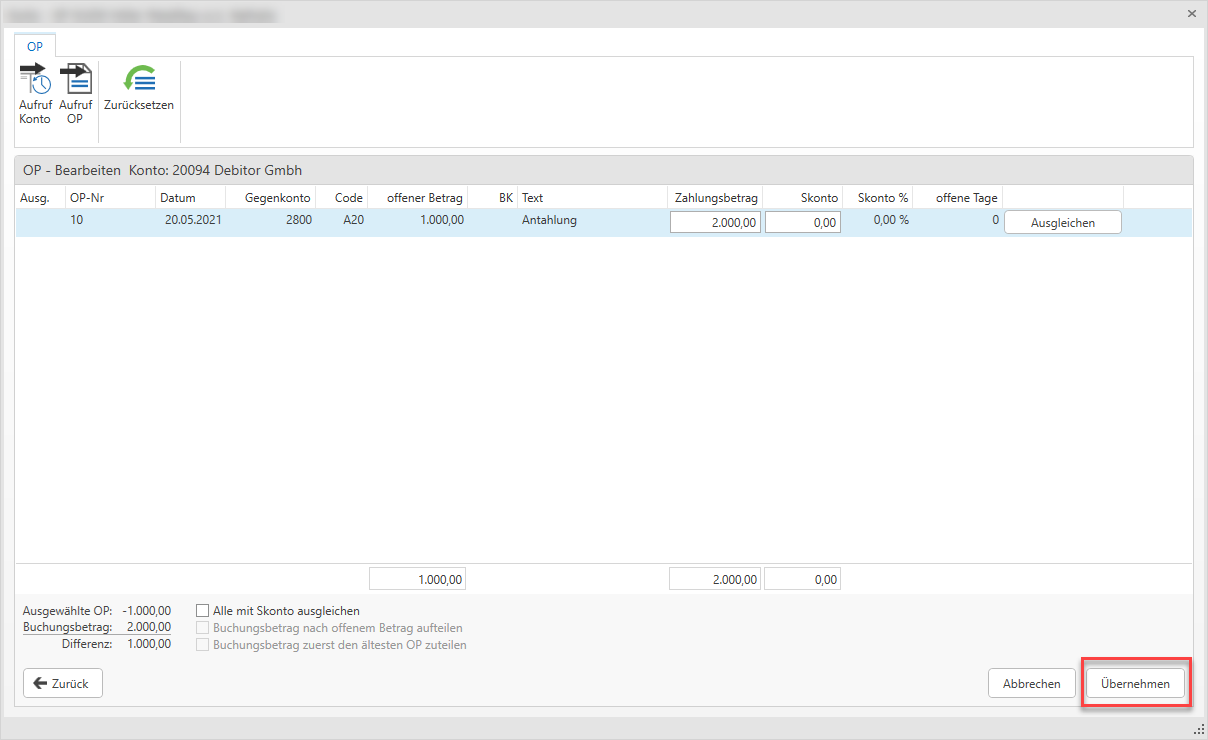 OP
Aufruf Konto
Aufruf OP
Zurücksetzen
OP - Bearbeiten Konto: 20094 Debitor Gmbh
Ausg. OP-Nr Datum Gegenkonto Code offener Betrag BK Text Zahlungsbetrag Skonto Skonto % offene Tage
10 20.05.2021 2800 A20 1.000,00 Antahlung 2.000,00 0,00 0,00 % 0 Ausgleichen
1.000,00 2.000,00 0,00
Ausgewählte OP: -1.000,00 Alle mit Skonto ausgleichen
Buchungsbetrag: 2.000,00 Buchungsbetrag nach offenem Betrag aufteilen
Differenz: 1.000,00 Buchungsbetrag zuerst den ältesten OP zuteilen
Zurück Abbrechen Übernehmen